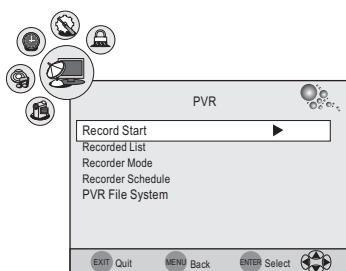 PVR
Record Start
Recorded List
Recorder Mode
Recorder Schedule
PVR File System
EXIT Quit MENU Back ENTER Select